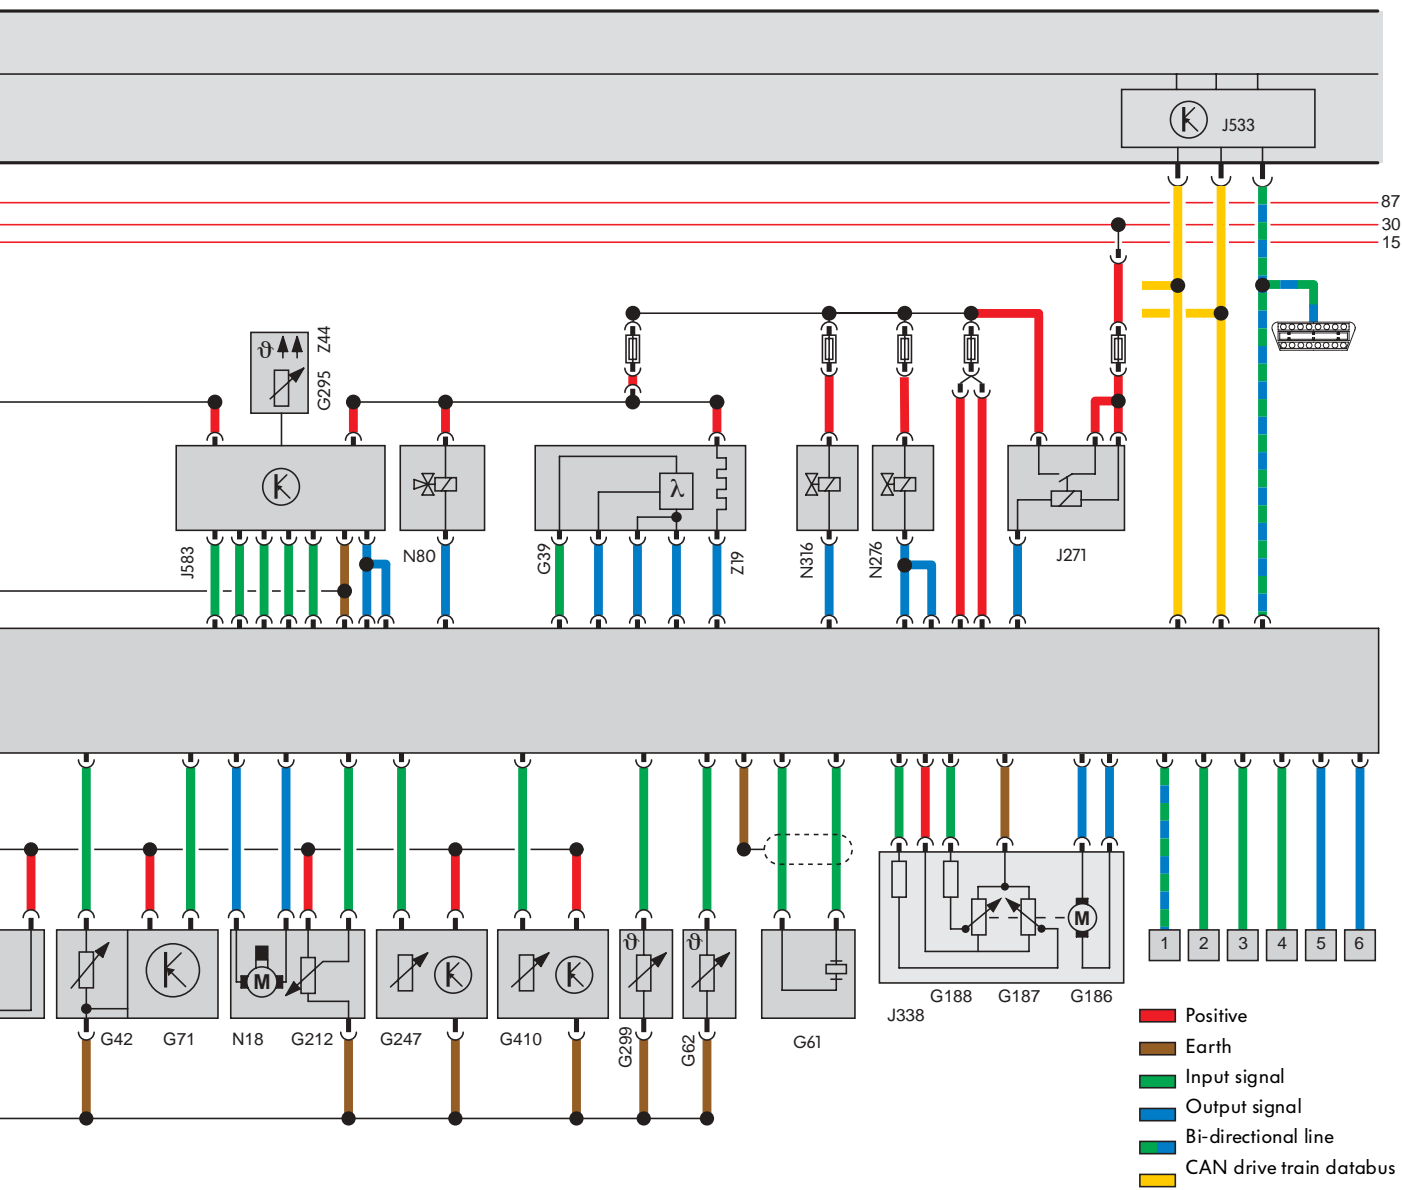 J533
87
30
15
Z44
G295
ϑ
J583
N80
G39
λ
Z19
N316
N276
J271
ϑ
ϑ
M
M
1
2
3
4
5
6
G42
G71
N18
G212
G247
G410
G299
G62
G61
G188
G187
G186
J338
Positive
Earth
Input signal
Output signal
Bi-directional line
CAN drive train databus